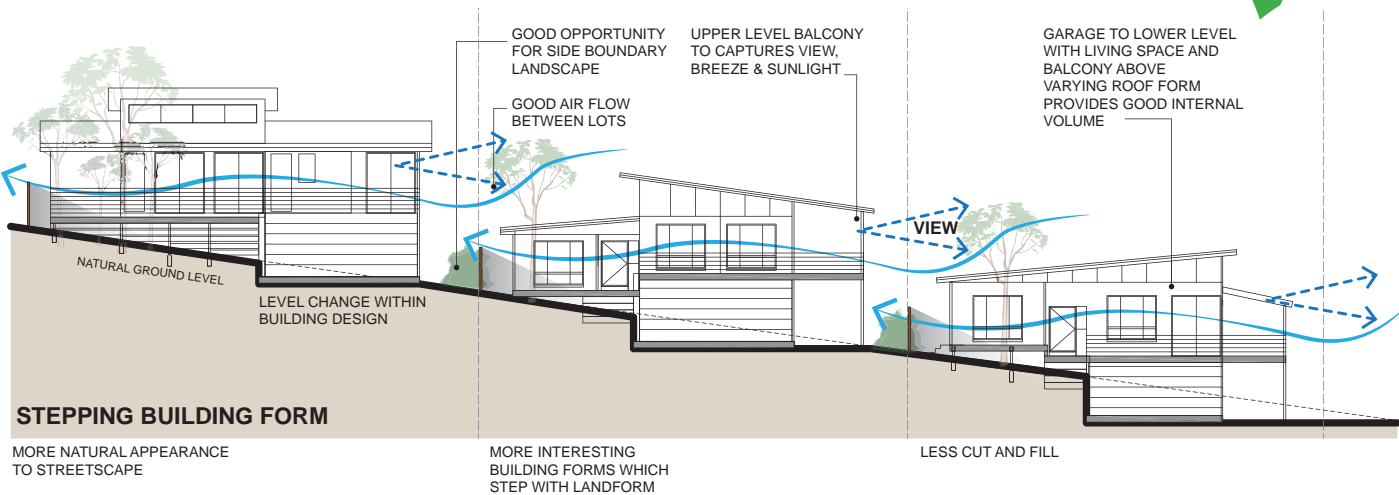 GOOD OPPORTUNITY
FOR SIDE BOUNDARY
LANDSCAPE
GOOD AIR FLOW
BETWEEN LOTS
UPPER LEVEL BALCONY
TO CAPTURES VIEW,
BREEZE & SUNLIGHT
GARAGE TO LOWER LEVEL
WITH LIVING SPACE AND
BALCONY ABOVE
VARYING ROOF FORM
PROVIDES GOOD INTERNAL
VOLUME
VIEW
NATURAL GROUND LEVEL
LEVEL CHANGE WITHIN
BUILDING DESIGN
STEPPING BUILDING FORM
MORE NATURAL APPEARANCE
TO STREETSCAPE
MORE INTERESTING
BUILDING FORMS WHICH
STEP WITH LANDFORM
LESS CUT AND FILL